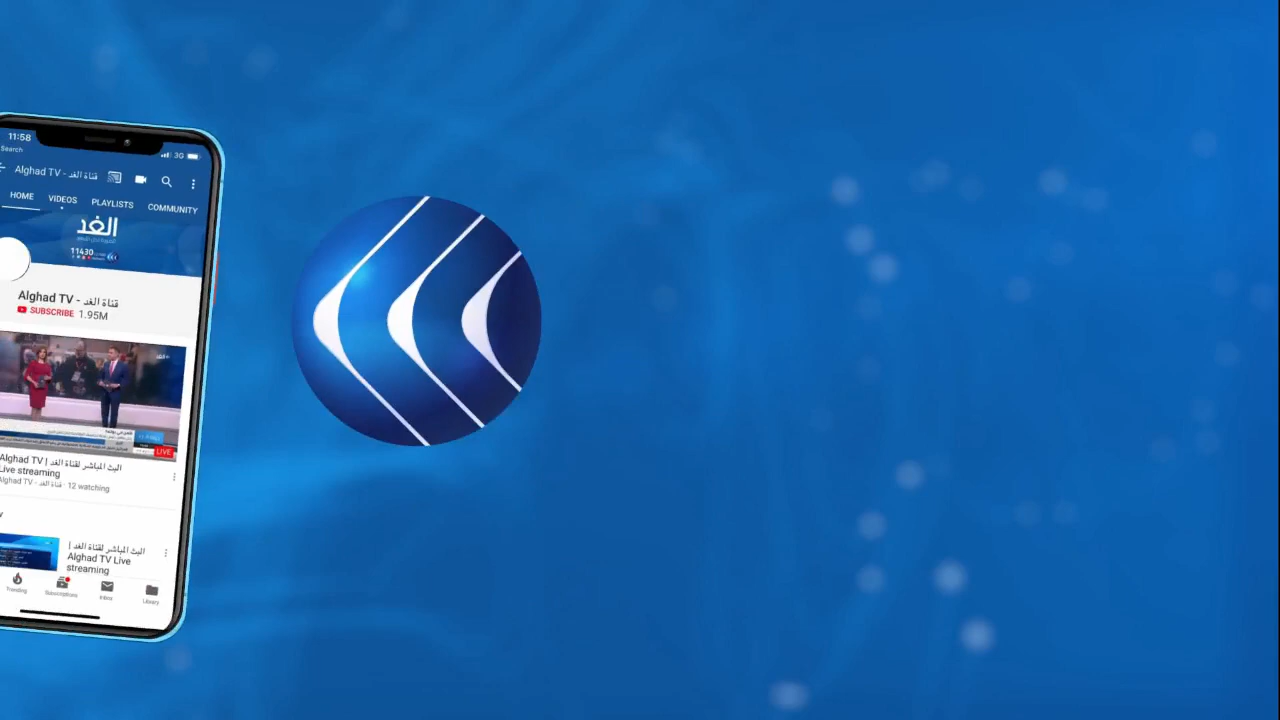 11:58
3G
Search
Alghad TV - قناة الغد
HOME VIDEOS PLAYLISTS COMMUNITY
الغد
11430
Alghad TV - قناة الغد
SUBSCRIBE 1.95M
LIVE
Alghad TV | البث المباشر لقناة الغد
Live streaming
Alghad TV - قناة الغد · 12 watching
البث المباشر لقناة الغد |
Alghad TV Live
streaming
Trending Subscriptions Inbox Library